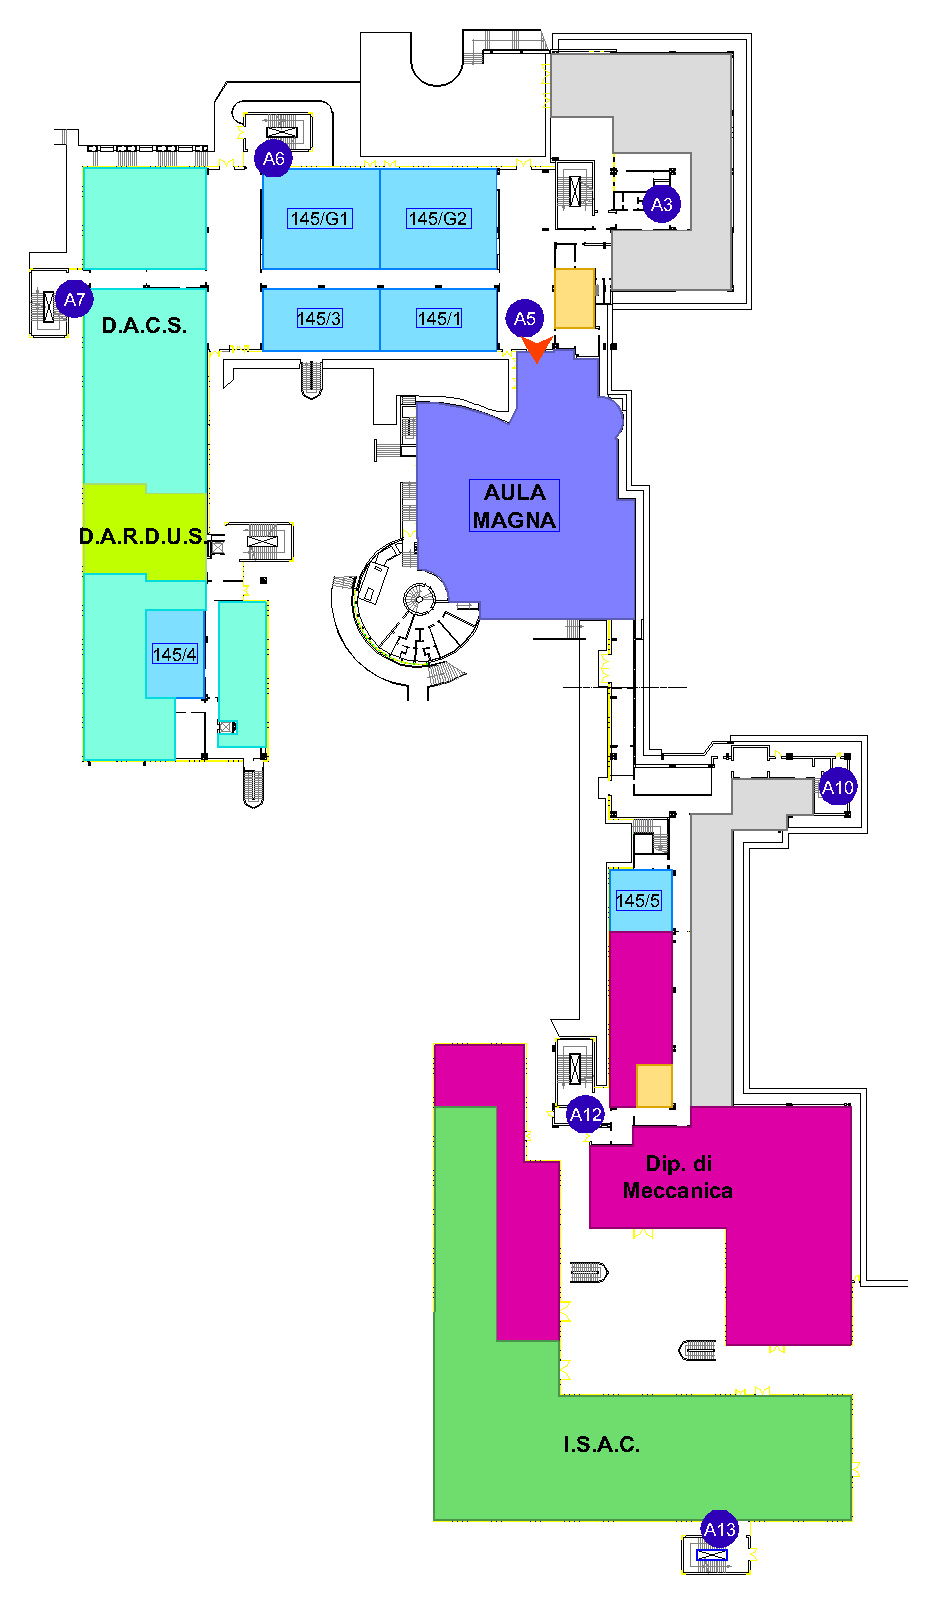 A6
A3
145/G1
145/G2
A7
D.A.C.S.
145/3
145/1
A5
AULA
MAGNA
D.A.R.D.U.S.
145/4
A10
145/5
A12
Dip. di
Meccanica
I.S.A.C.
A13